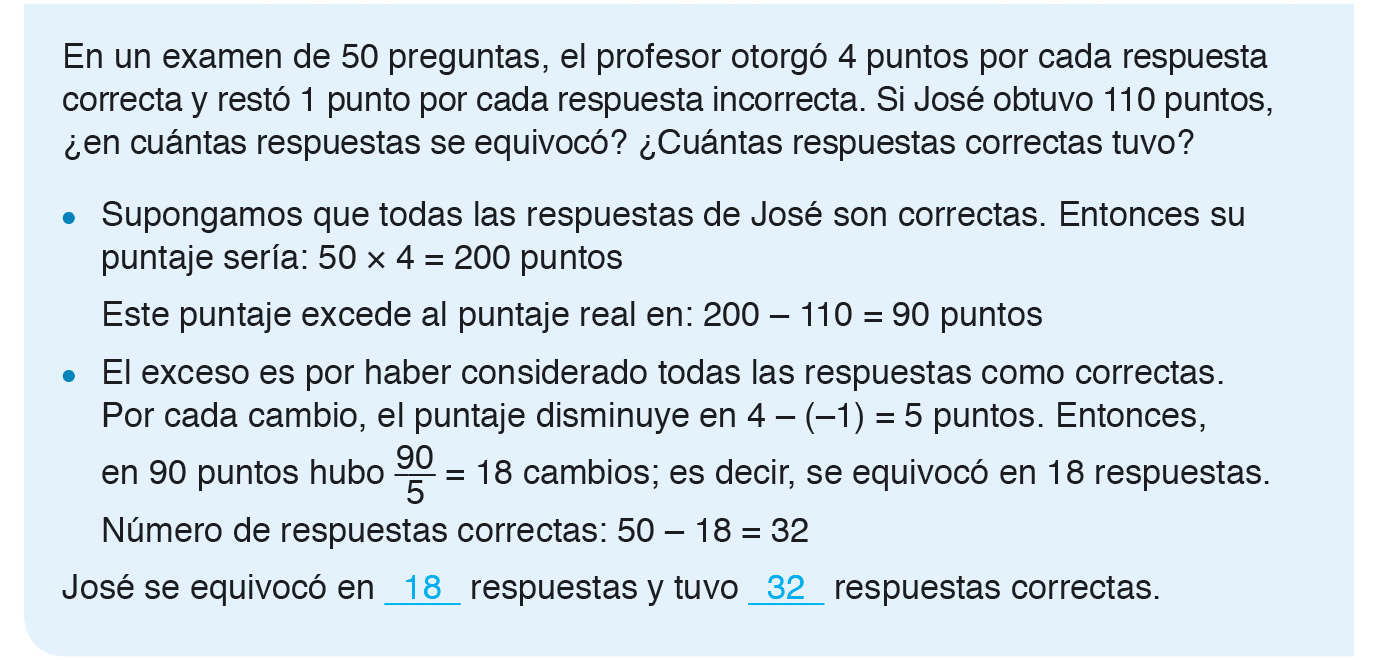 En un examen de 50 preguntas, el profesor otorgó 4 puntos por cada respuesta
correcta y restó 1 punto por cada respuesta incorrecta. Si José obtuvo 110 puntos,
¿en cuántas respuestas se equivocó? ¿Cuántas respuestas correctas tuvo?
• Supongamos que todas las respuestas de José son correctas. Entonces su
puntaje sería: 50 × 4 = 200 puntos
Este puntaje excede al puntaje real en: 200 – 110 = 90 puntos
• El exceso es por haber considerado todas las respuestas como correctas.
Por cada cambio, el puntaje disminuye en 4 – (–1) = 5 puntos. Entonces,
en 90 puntos hubo 90/5 = 18 cambios; es decir, se equivocó en 18 respuestas.
Número de respuestas correctas: 50 – 18 = 32
José se equivocó en 18 respuestas y tuvo 32 respuestas correctas.